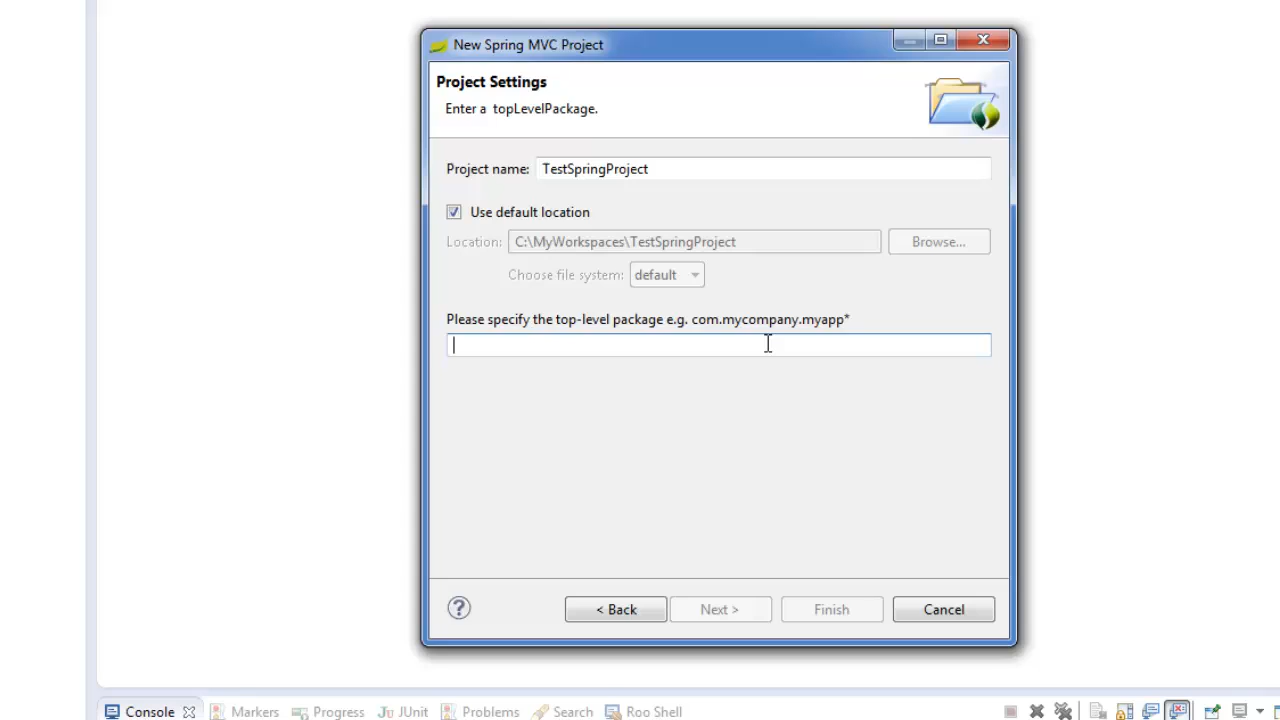 New Spring MVC Project
Project Settings
Enter a topLevelPackage.
Project name: TestSpringProject
Use default location
Location: C:\MyWorkspaces\TestSpringProject Browse...
Choose file system: default
Please specify the top-level package e.g. com.mycompany.myapp*
< Back Next > Finish Cancel
Console Markers Progress JUnit Problems Search Roo Shell